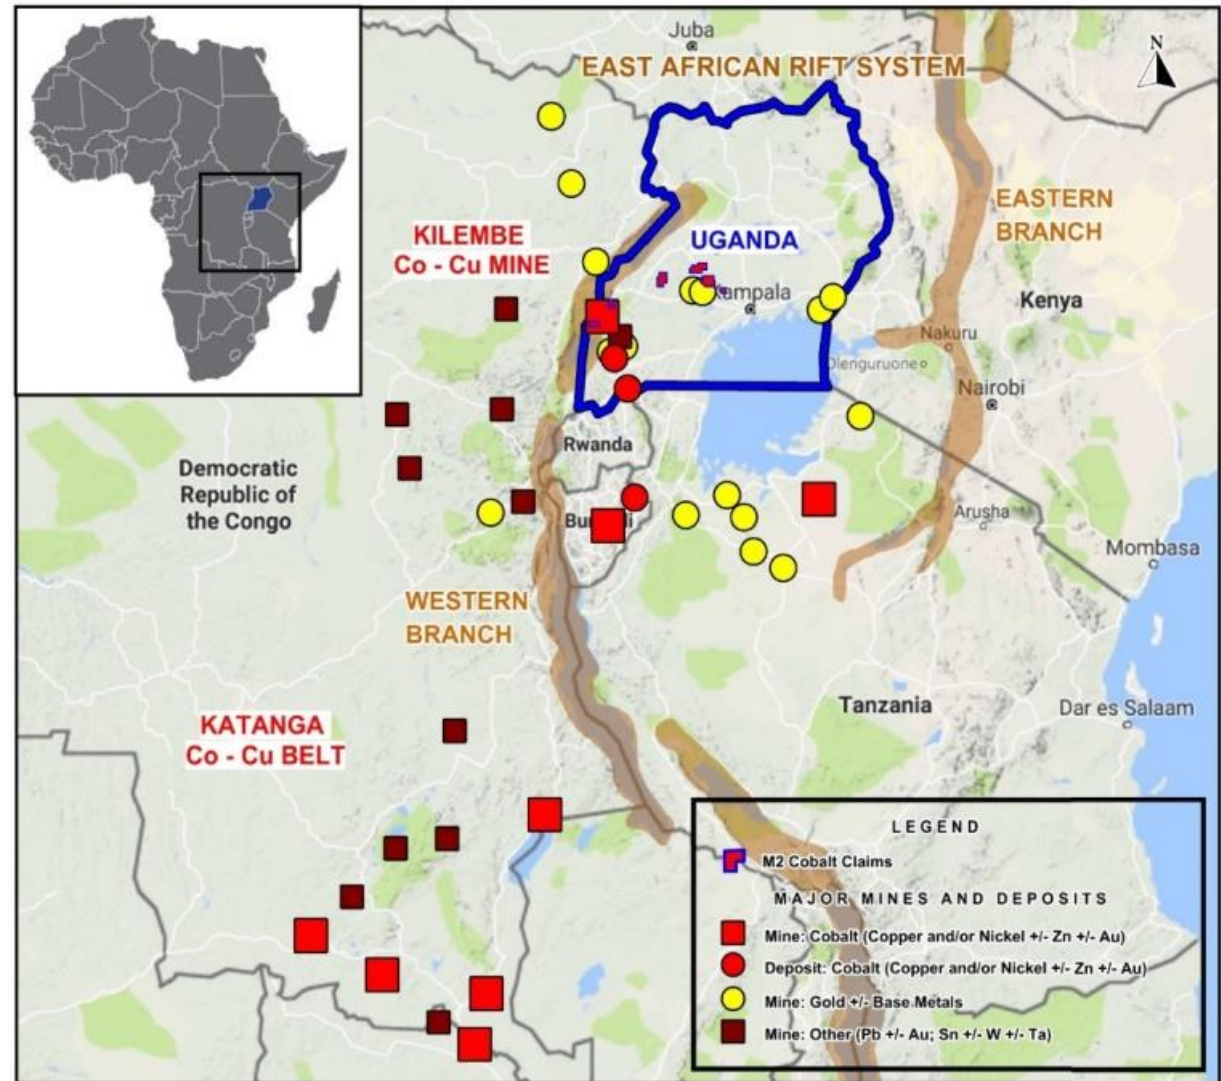 Juba
N
EAST AFRICAN RIFT SYSTEM
EASTERN
BRANCH
KILEMBE
Co - Cu MINE
UGANDA
Kampala
Kenya
Nakuru
Olenguruone
Nairobi
Rwanda
Democratic
Republic of
the Congo
Burundi
Arusha
Mombasa
WESTERN
BRANCH
Tanzania
Dar es Salaam
KATANGA
Co - Cu BELT
LEGEND
M2 Cobalt Claims
MAJOR MINES AND DEPOSITS
Mine: Cobalt (Copper and/or Nickel +/- Zn +/- Au)
Deposit: Cobalt (Copper and/or Nickel +/- Zn +/- Au)
Mine: Gold +/- Base Metals
Mine: Other (Pb +/- Au; Sn +/- W +/- Ta)